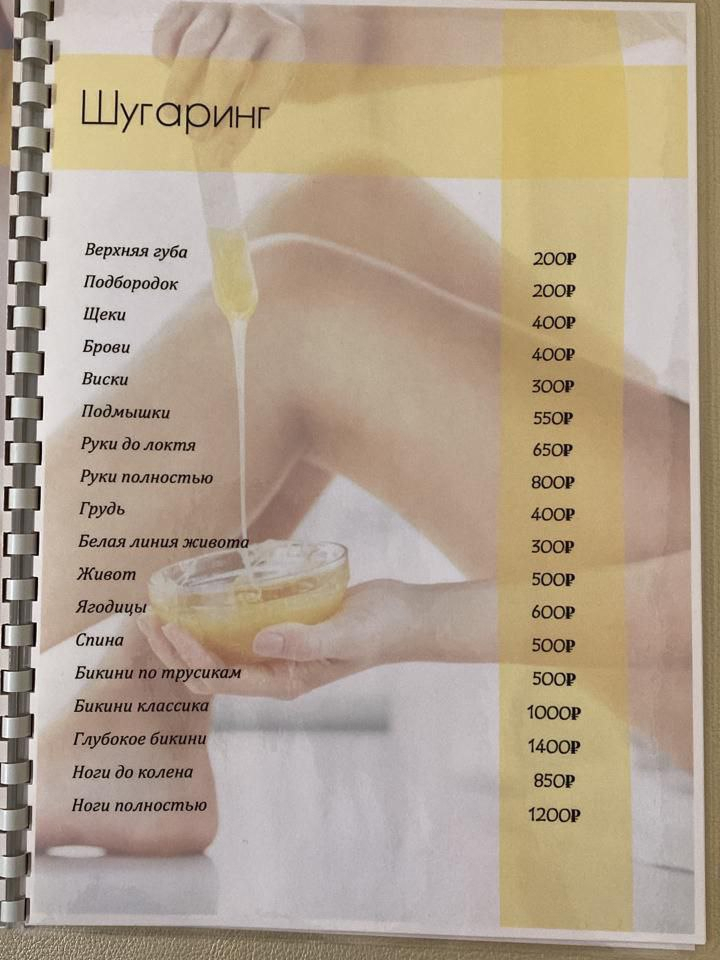 Шугаринг
Верхняя губа 200₽
Подбородок 200₽
Щеки 400₽
Брови 400₽
Виски 300₽
Подмышки 550₽
Руки до локтя 650₽
Руки полностью 800₽
Грудь 400₽
Белая линия живота 300₽
Живот 500₽
Ягодицы 600₽
Спина 500₽
Бикини по трусикам 500₽
Бикини классика 1000₽
Глубокое бикини 1400₽
Ноги до колена 850₽
Ноги полностью 1200₽